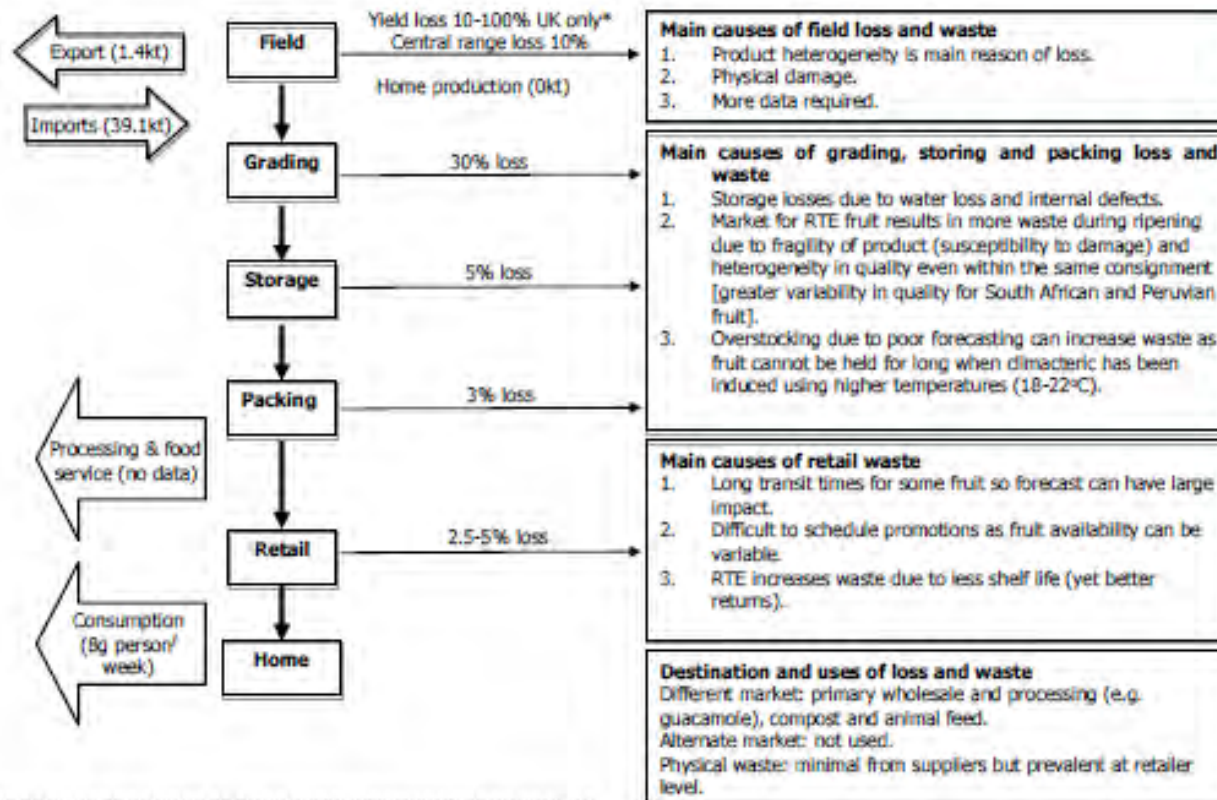 Export (1.4kt)
Imports (39.1kt)
Field
Yield loss 10-100% UK only*
Central range loss 10%
Home production (0kt)
Grading
30% loss
Storage
5% loss
Packing
3% loss
Processing & food
service (no data)
Retail
2.5-5% loss
Consumption
(8g person/
week)
Home
Main causes of field loss and waste
1. Product heterogeneity is main reason of loss.
2. Physical damage.
3. More data required.
Main causes of grading, storing and packing loss and
waste
1. Storage losses due to water loss and internal defects.
2. Market for RTE fruit results in more waste during ripening
due to fragility of product (susceptibility to damage) and
heterogeneity in quality even within the same consignment
[greater variability in quality for South African and Peruvian
fruit].
3. Overstocking due to poor forecasting can increase waste as
fruit cannot be held for long when climacteric has been
induced using higher temperatures (18-22ºC).
Main causes of retail waste
1. Long transit times for some fruit so forecast can have large
impact.
2. Difficult to schedule promotions as fruit availability can be
variable.
3. RTE increases waste due to less shelf life (yet better
returns).
Destination and uses of loss and waste
Different market: primary wholesale and processing (e.g.
guacamole), compost and animal feed.
Alternate market: not used.
Physical waste: minimal from suppliers but prevalent at retailer
level.